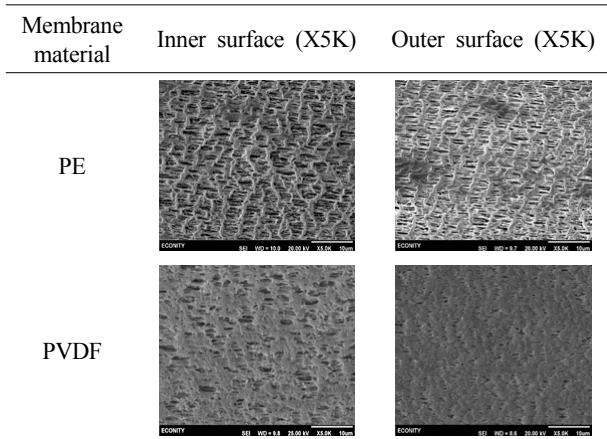 Membrane material
Inner surface (X5K)
Outer surface (X5K)
PE
ECONITY SEI WD = 10.0 20.00 kV X5.0K 10um
ECONITY SEI WD = 9.7 20.00 kV X5.0K 10um
PVDF
ECONITY SEI WD = 9.8 25.00 kV X5.0K 10um
ECONITY SEI WD = 8.6 20.00 kV X5.0K 10um